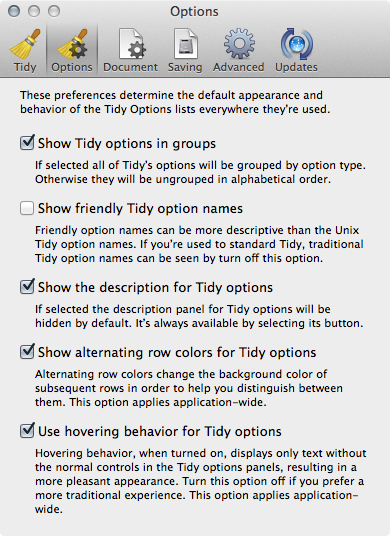 Options
Tidy Options Document Saving Advanced Updates
These preferences determine the default appearance and
behavior of the Tidy Options lists everywhere they're used.
Show Tidy options in groups
If selected all of Tidy's options will be grouped by option type.
Otherwise they will be ungrouped in alphabetical order.
Show friendly Tidy option names
Friendly option names can be more descriptive than the Unix
Tidy option names. If you're used to standard Tidy, traditional
Tidy option names can be seen by turn off this option.
Show the description for Tidy options
If selected the description panel for Tidy options will be
hidden by default. It's always available by selecting its button.
Show alternating row colors for Tidy options
Alternating row colors change the background color of
subsequent rows in order to help you distinguish between
them. This option applies application-wide.
Use hovering behavior for Tidy options
Hovering behavior, when turned on, displays only text without
the normal controls in the Tidy options panels, resulting in a
more pleasant appearance. Turn this option off if you prefer a
more traditional experience. This option applies application-
wide.